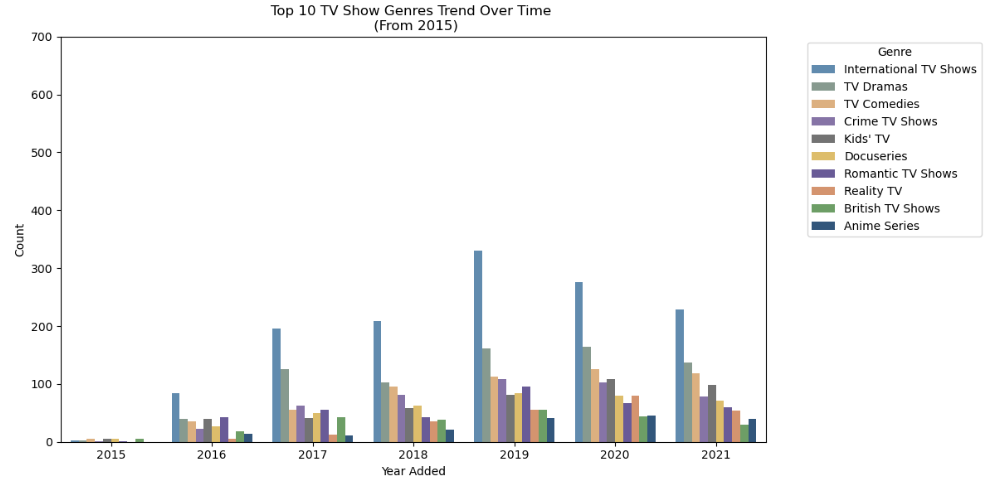 Top 10 TV Show Genres Trend Over Time
(From 2015)
700
600
500
400
300
200
100
0
Count
2015 2016 2017 2018 2019 2020 2021
Year Added
Genre
International TV Shows
TV Dramas
TV Comedies
Crime TV Shows
Kids' TV
Docuseries
Romantic TV Shows
Reality TV
British TV Shows
Anime Series